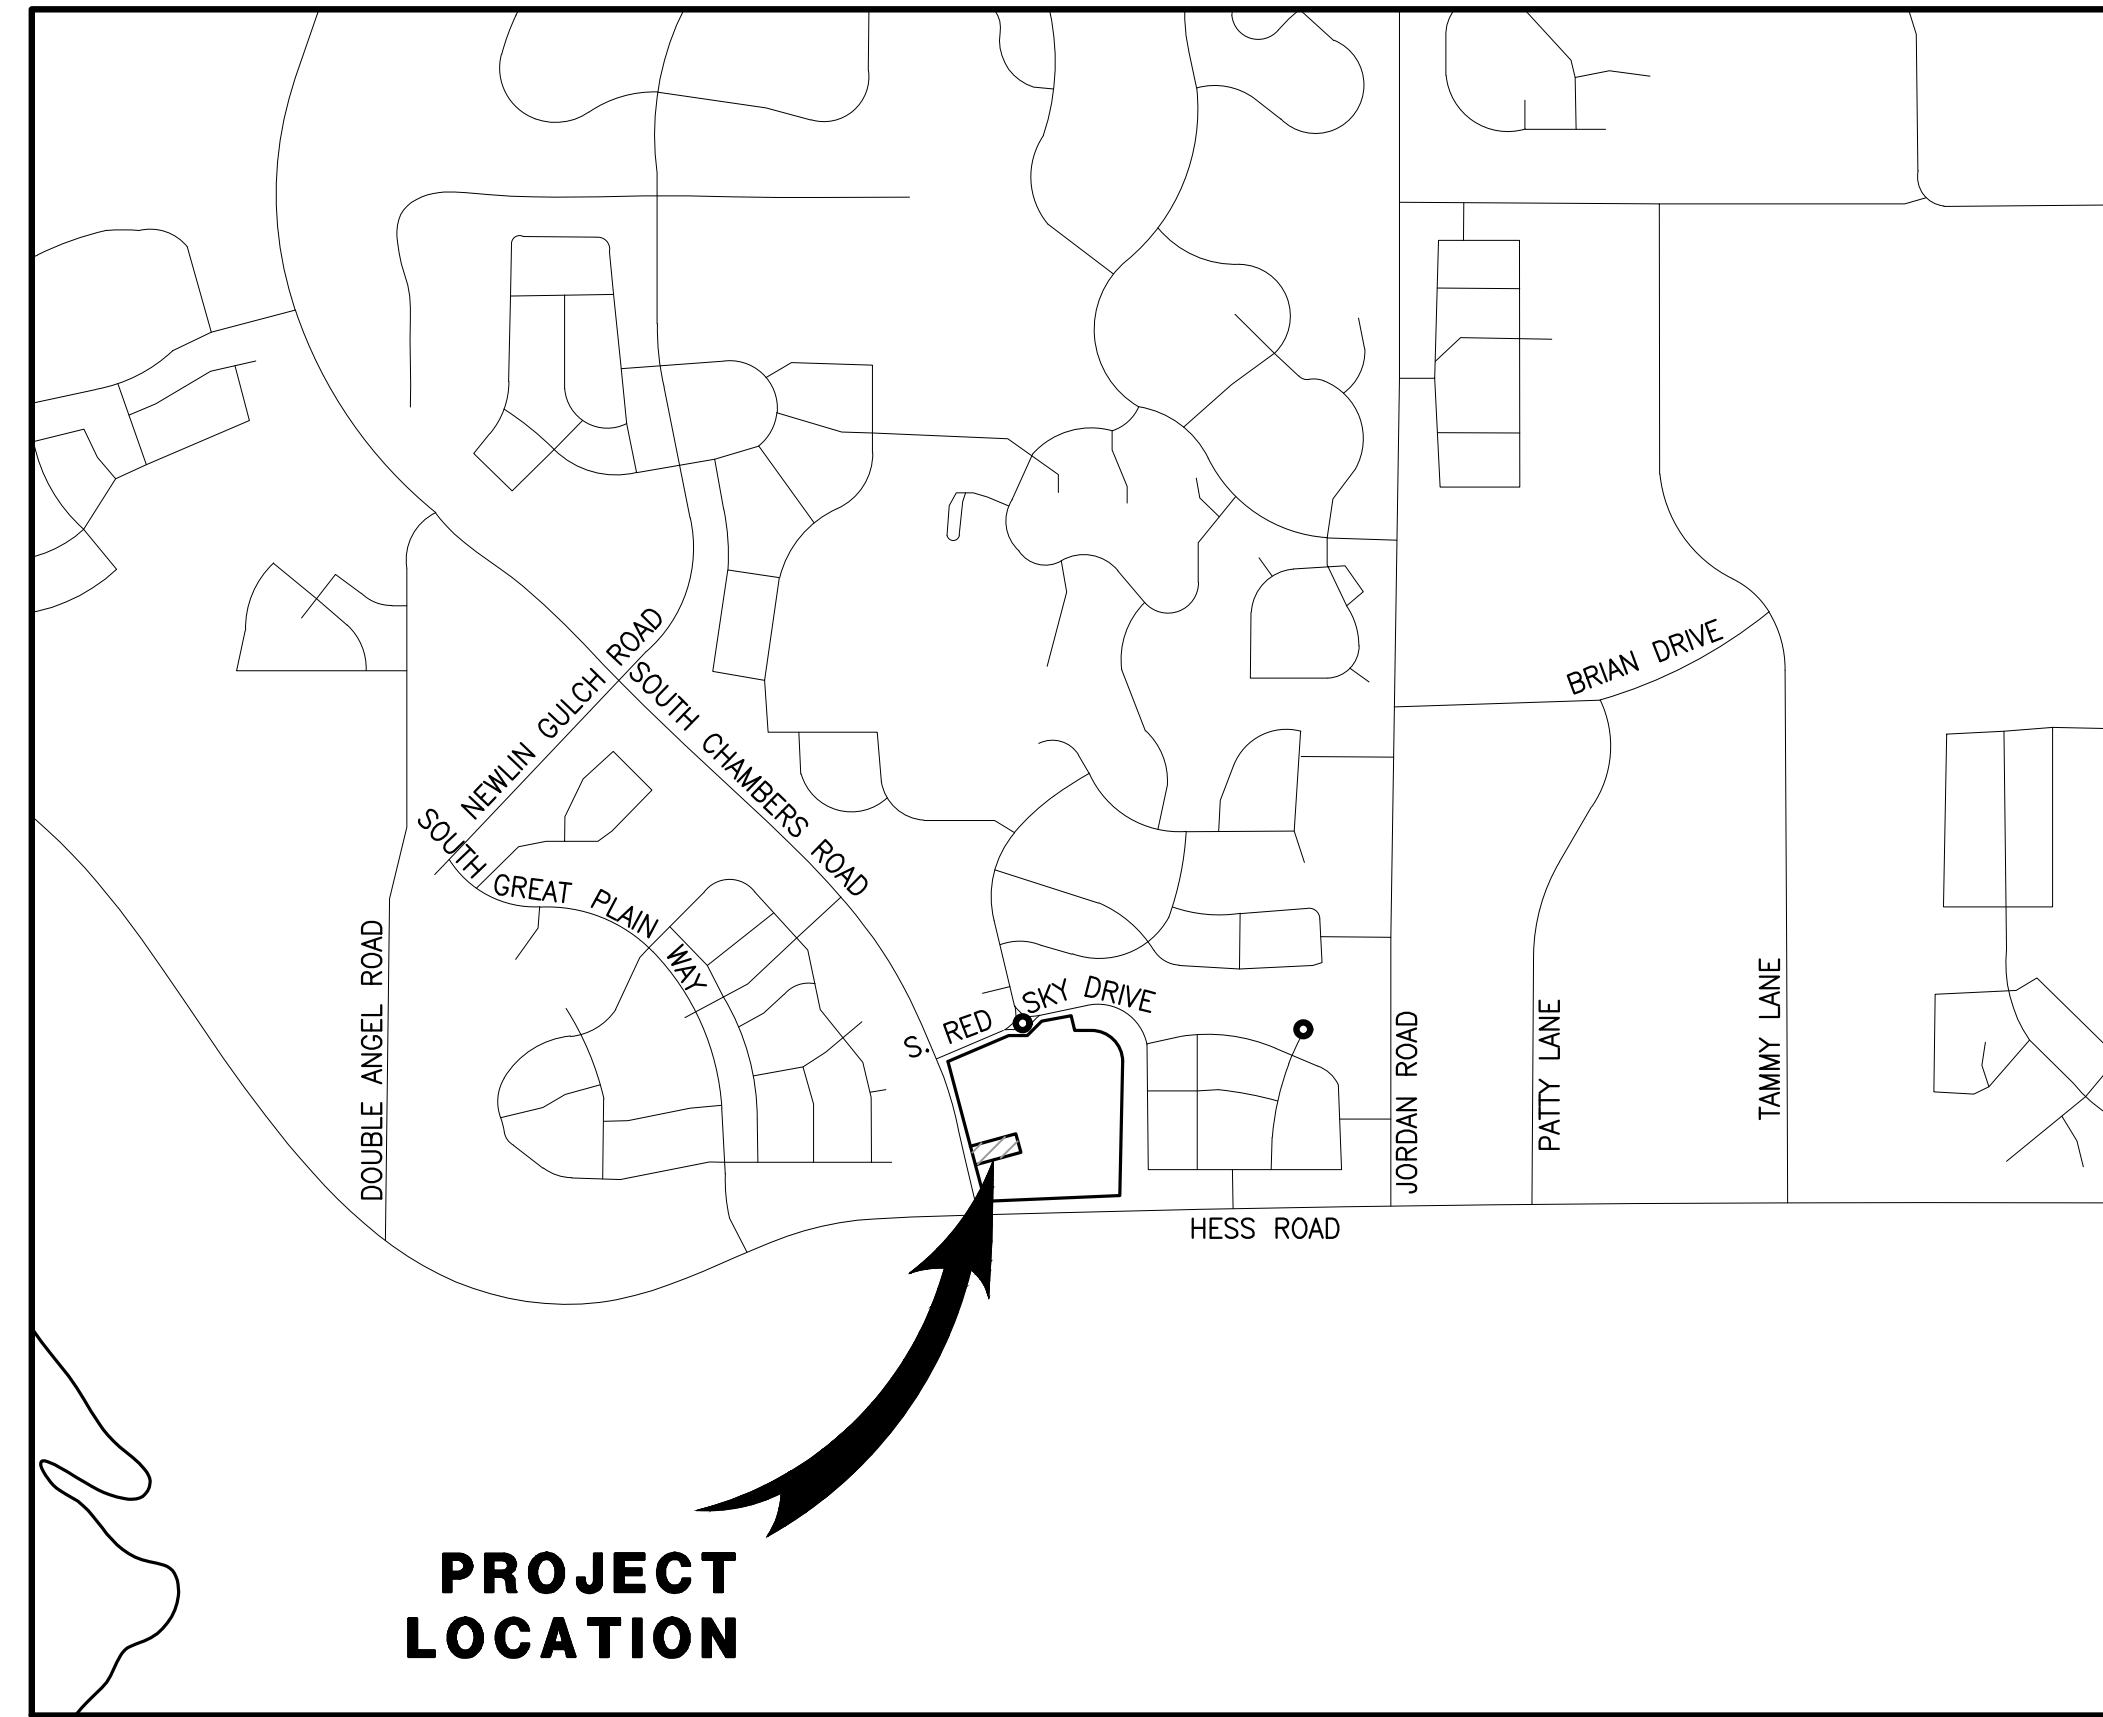 SOUTH NEWLIN GULCH ROAD
SOUTH CHAMBERS ROAD
BRIAN DRIVE
SOUTH GREAT PLAIN WAY
DOUBLE ANGEL ROAD
S. RED SKY DRIVE
JORDAN ROAD
PATTY LANE
TAMMY LANE
HESS ROAD
PROJECT
LOCATION